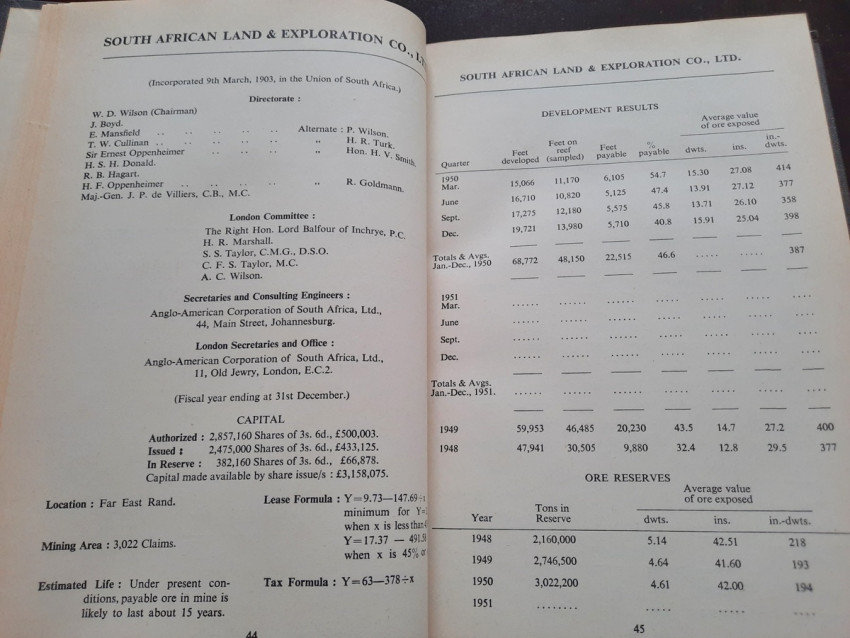 SOUTH AFRICAN LAND & EXPLORATION CO.,
(Incorporated 9th March, 1903, in the Union of South Africa.)
Directorate :
W. D. Wilson (Chairman)
J. Boyd.
E. Mansfield .. .. .. .. .. Alternate : P. Wilson.
T. W. Cullinan .. .. .. .. .. „ H. R. Turk.
Sir Ernest Oppenheimer .. .. .. „ Hon. H. V. Smith.
H. S. H. Donald.
R. B. Hagart.
H. F. Oppenheimer .. .. .. .. „ R. Goldmann.
Maj.-Gen. J. P. de Villiers, C.B., M.C.
London Committee :
The Right Hon. Lord Balfour of Inchrye, P.C.
H. R. Marshall.
S. S. Taylor, C.M.G., D.S.O.
C. F. S. Taylor, M.C.
A. C. Wilson.
Secretaries and Consulting Engineers :
Anglo-American Corporation of South Africa, Ltd.,
44, Main Street, Johannesburg.
London Secretaries and Office :
Anglo-American Corporation of South Africa, Ltd.,
11, Old Jewry, London, E.C.2.
(Fiscal year ending at 31st December.)
CAPITAL
Authorized : 2,857,160 Shares of 3s. 6d., £500,003.
Issued : 2,475,000 Shares of 3s. 6d., £433,125.
In Reserve : 382,160 Shares of 3s. 6d., £66,878.
Capital made available by share issue/s : £3,158,075.
Location : Far East Rand.
Mining Area : 3,022 Claims.
Estimated Life : Under present con-
ditions, payable ore in mine is
likely to last about 15 years.
Lease Formula : Y=9.73—147.69÷x
minimum for
when x is less than
Y=17.37 —
when x is 45%
Tax Formula : Y=63—378÷x
44
SOUTH AFRICAN LAND & EXPLORATION CO., LTD.
DEVELOPMENT RESULTS
Average value
of ore exposed
Quarter Feet developed Feet on reef (sampled) Feet payable % payable dwts. ins. in.-dwts.
1950
Mar. 15,066 11,170 6,105 54.7 15.30 27.08 414
June 16,710 10,820 5,125 47.4 13.91 27.12 377
Sept. 17,275 12,180 5,575 45.8 13.71 26.10 358
Dec. 19,721 13,980 5,710 40.8 15.91 25.04 398
Totals & Avgs.
Jan.-Dec., 1950 68,772 48,150 22,515 46.6 ..... ..... 387
1951
Mar. ...... ...... ...... ..... ..... ..... ....
June ...... ...... ...... ..... ..... ..... ....
Sept. ...... ...... ...... ..... ..... ..... ....
Dec. ...... ...... ...... ..... ..... ..... ....
Totals & Avgs.
Jan.-Dec., 1951. ...... ...... ...... ..... ..... ..... ....
1949 59,953 46,485 20,230 43.5 14.7 27.2 400
1948 47,941 30,505 9,880 32.4 12.8 29.5 377
ORE RESERVES
Average value
of ore exposed
Year Tons in Reserve dwts. ins. in.-dwts.
1948 2,160,000 5.14 42.51 218
1949 2,746,500 4.64 41.60 193
1950 3,022,200 4.61 42.00 194
1951 ........ ..... ..... ....
45